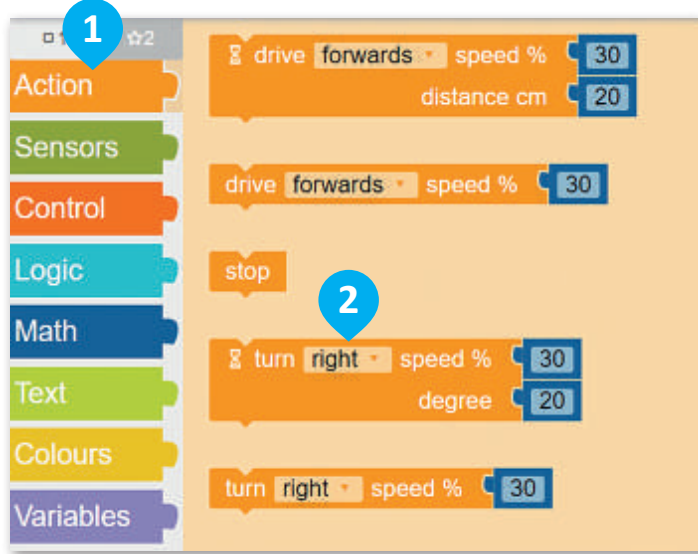 1
2
Action
Sensors
Control
Logic
Math
Text
Colours
Variables
drive forwards speed % 30
distance cm 20
drive forwards speed % 30
stop
2
turn right speed % 30
degree 20
turn right speed % 30